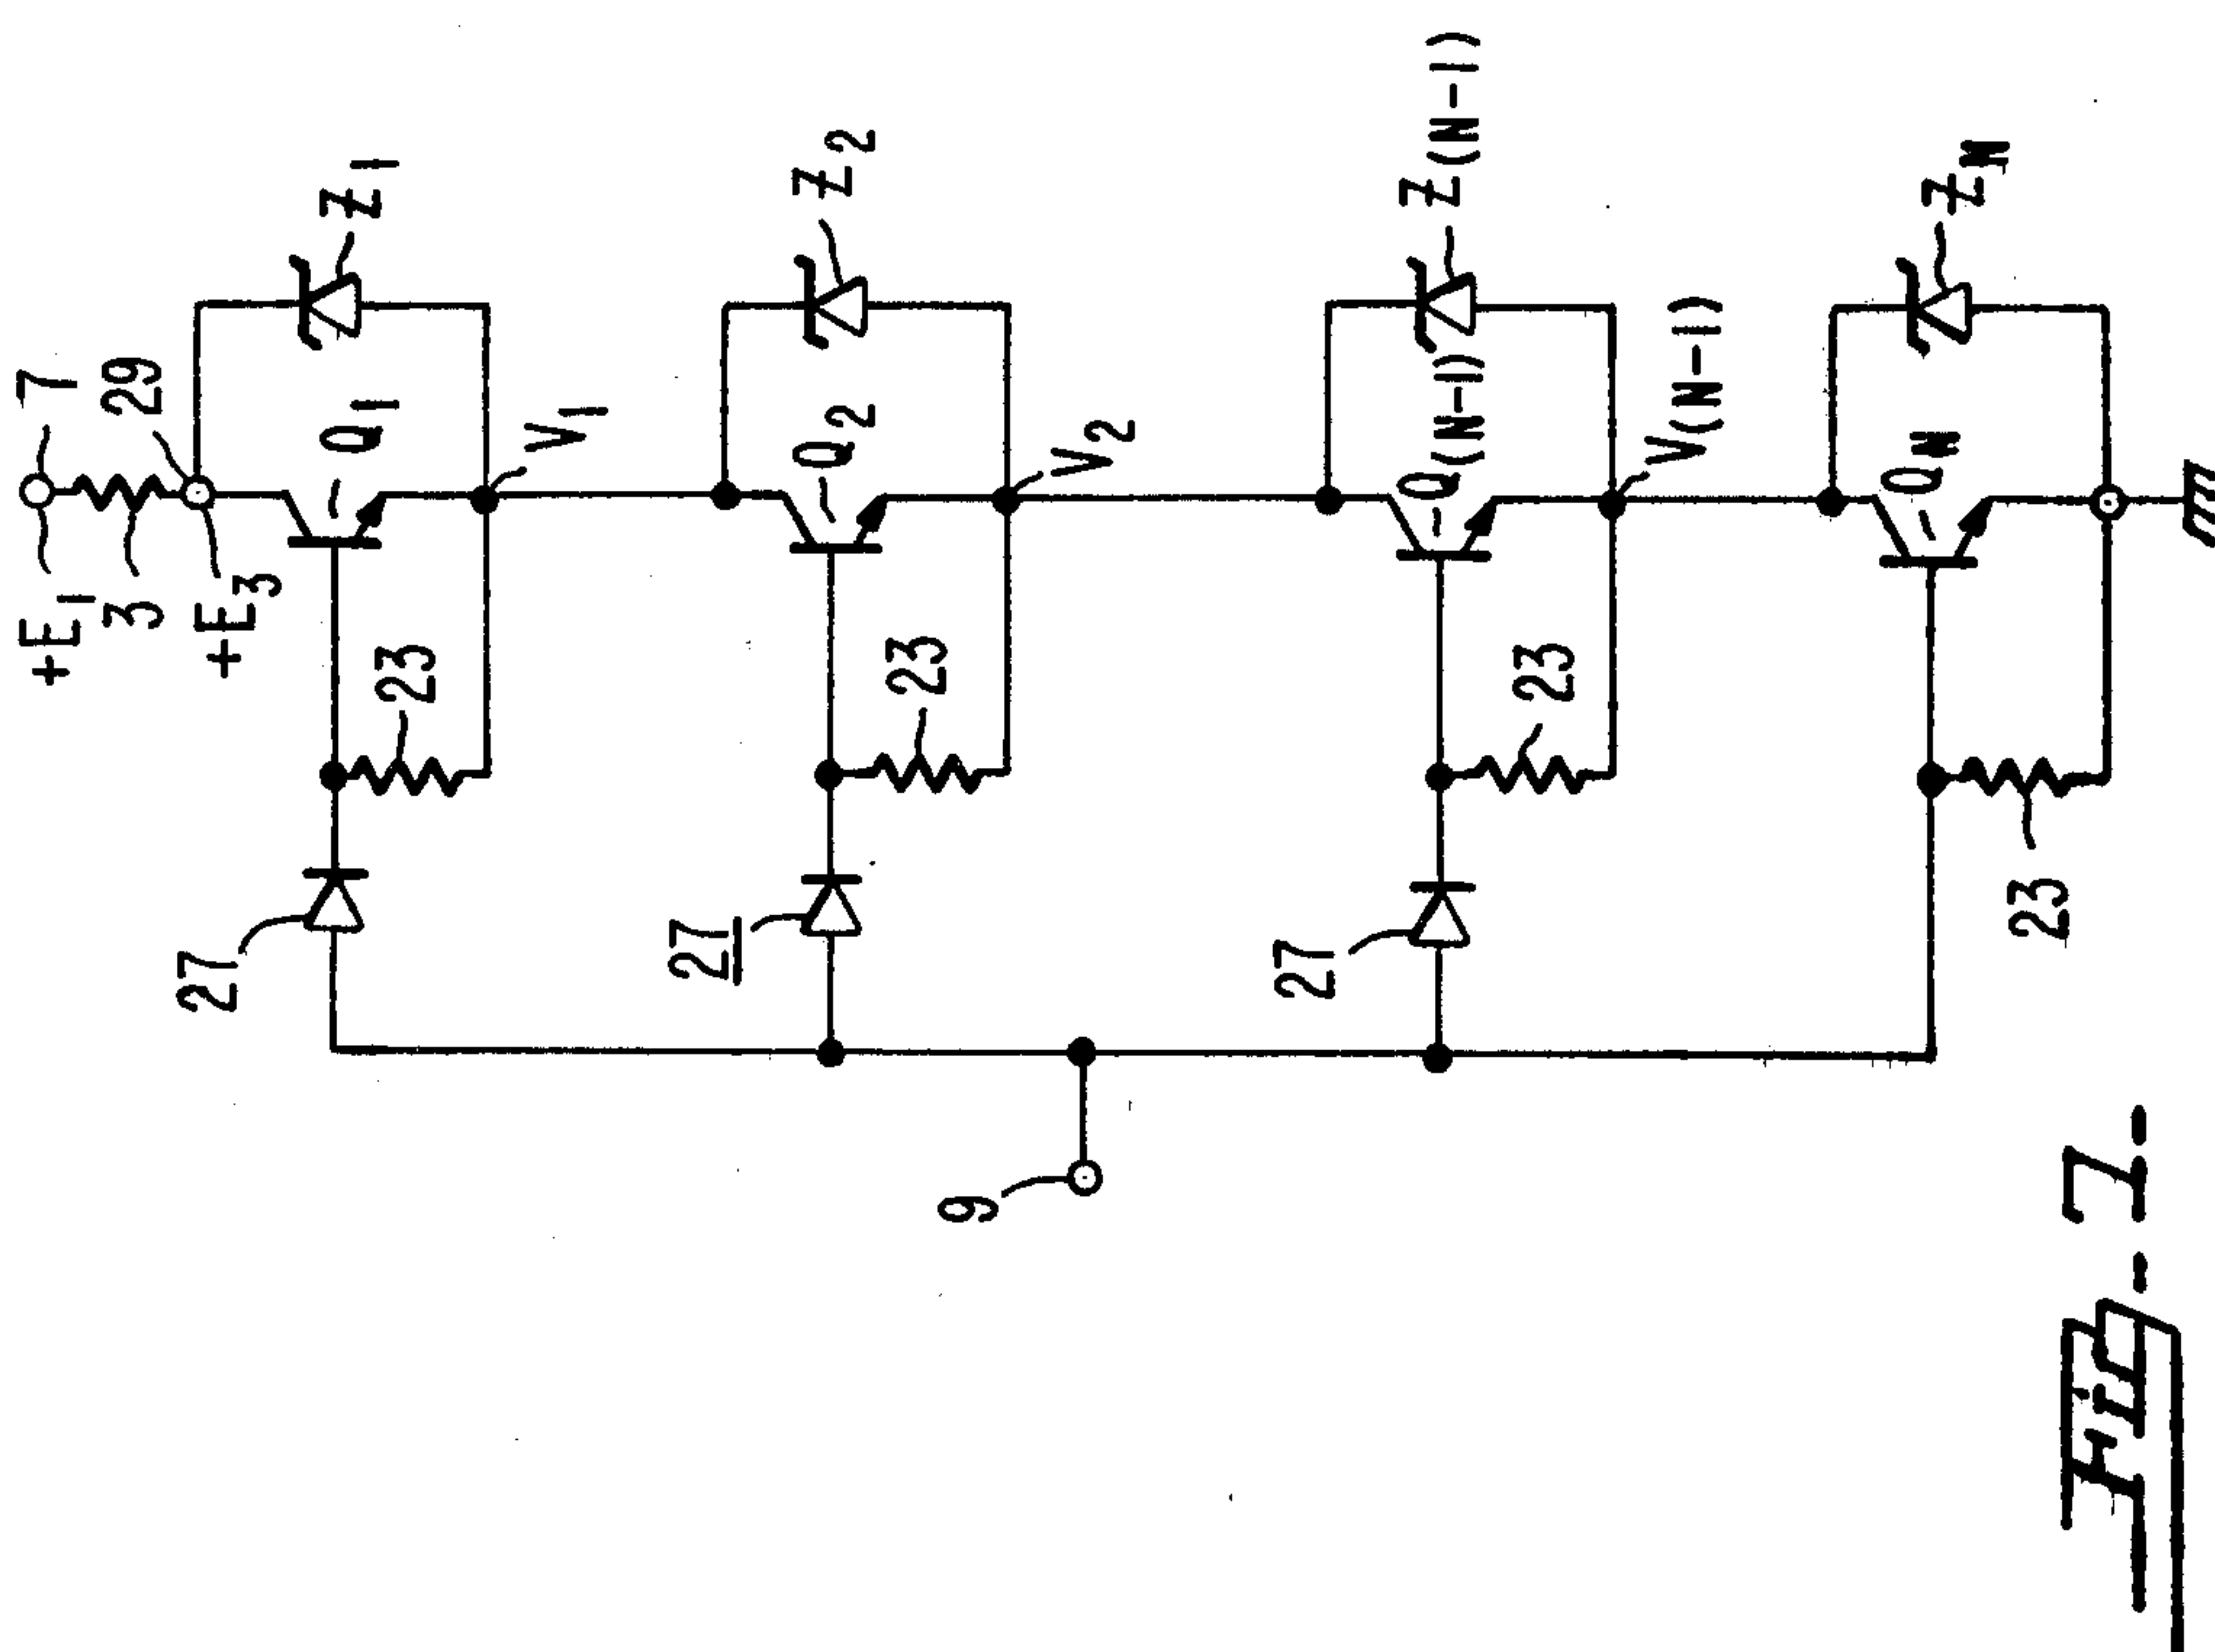 +E1
7
3
29
+E3
Q1
Z1
23
27
V1
Q2
Z2
23
27
V2
9
Q(N-1)
Z(N-1)
23
27
V(N-1)
QN
ZN
23
Fig-7-